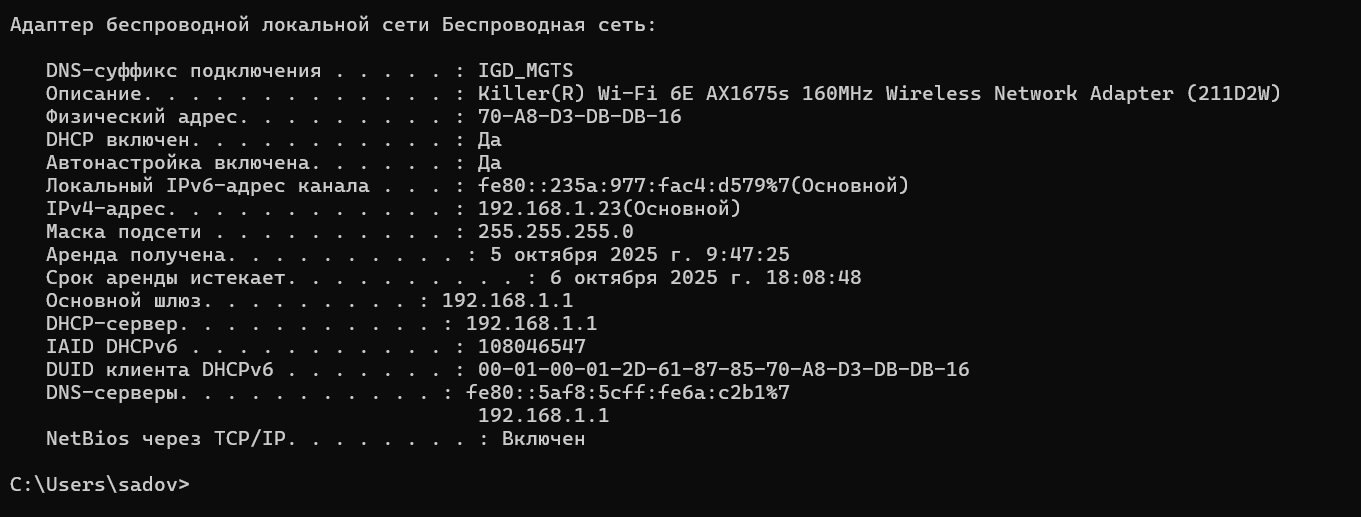 Адаптер беспроводной локальной сети Беспроводная сеть:
DNS-суффикс подключения . . . . . : IGD_MGTS
Описание. . . . . . . . . . . . . : Killer(R) Wi-Fi 6E AX1675s 160MHz Wireless Network Adapter (211D2W)
Физический адрес. . . . . . . . . : 70-A8-D3-DB-DB-16
DHCP включен. . . . . . . . . . . : Да
Автонастройка включена. . . . . . : Да
Локальный IPv6-адрес канала . . . : fe80::235a:977:fac4:d579%7(Основной)
IPv4-адрес. . . . . . . . . . . . : 192.168.1.23(Основной)
Маска подсети . . . . . . . . . . : 255.255.255.0
Аренда получена. . . . . . . . . . : 5 октября 2025 г. 9:47:25
Срок аренды истекает. . . . . . . . . . : 6 октября 2025 г. 18:08:48
Основной шлюз. . . . . . . . . : 192.168.1.1
DHCP-сервер. . . . . . . . . . . : 192.168.1.1
IAID DHCPv6 . . . . . . . . . . . : 108046547
DUID клиента DHCPv6 . . . . . . . : 00-01-00-01-2D-61-87-85-70-A8-D3-DB-DB-16
DNS-серверы. . . . . . . . . . . : fe80::5af8:5cff:fe6a:c2b1%7
192.168.1.1
NetBios через TCP/IP. . . . . . . . : Включен
C:\Users\sadov>